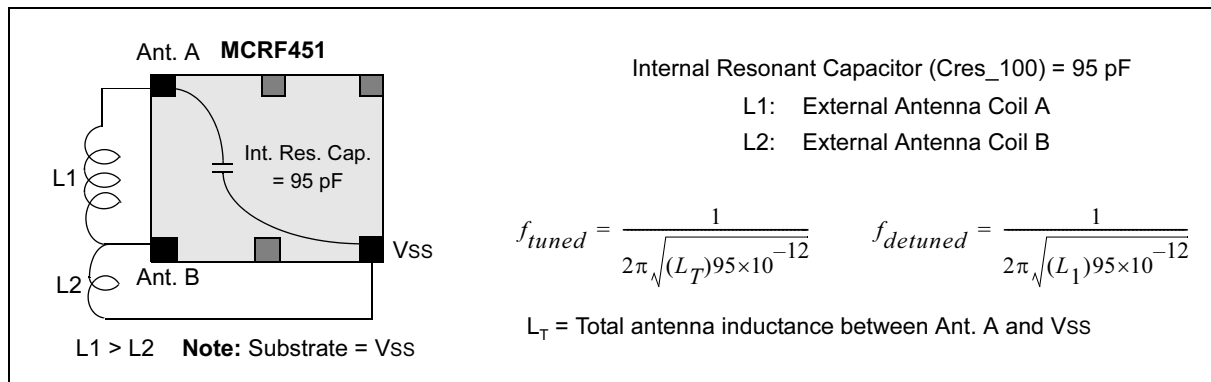 Ant. A MCRF451
L1
Int. Res. Cap.
= 95 pF
VSS
Ant. B
L2
L1 > L2 Note: Substrate = VSS
Internal Resonant Capacitor (Cres_100) = 95 pF
L1: External Antenna Coil A
L2: External Antenna Coil B
f_tuned = 1 / (2π√((L_T)95×10^−12))
f_detuned = 1 / (2π√((L_1)95×10^−12))
L_T = Total antenna inductance between Ant. A and VSS